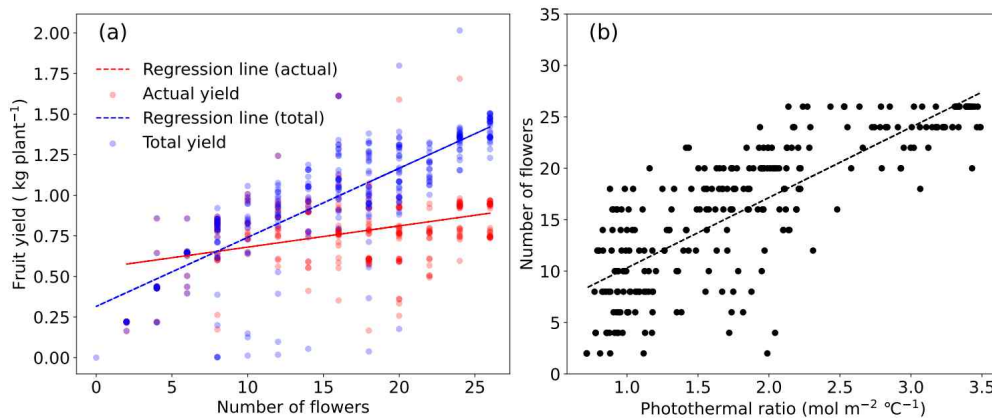 (a)
Regression line (actual)
Actual yield
Regression line (total)
Total yield
Fruit yield ( kg plant⁻¹)
2.00
1.75
1.50
1.25
1.00
0.75
0.50
0.25
0.00
0 5 10 15 20 25
Number of flowers
(b)
Number of flowers
35
30
25
20
15
10
5
0
1.0 1.5 2.0 2.5 3.0 3.5
Photothermal ratio (mol m⁻² °C⁻¹)